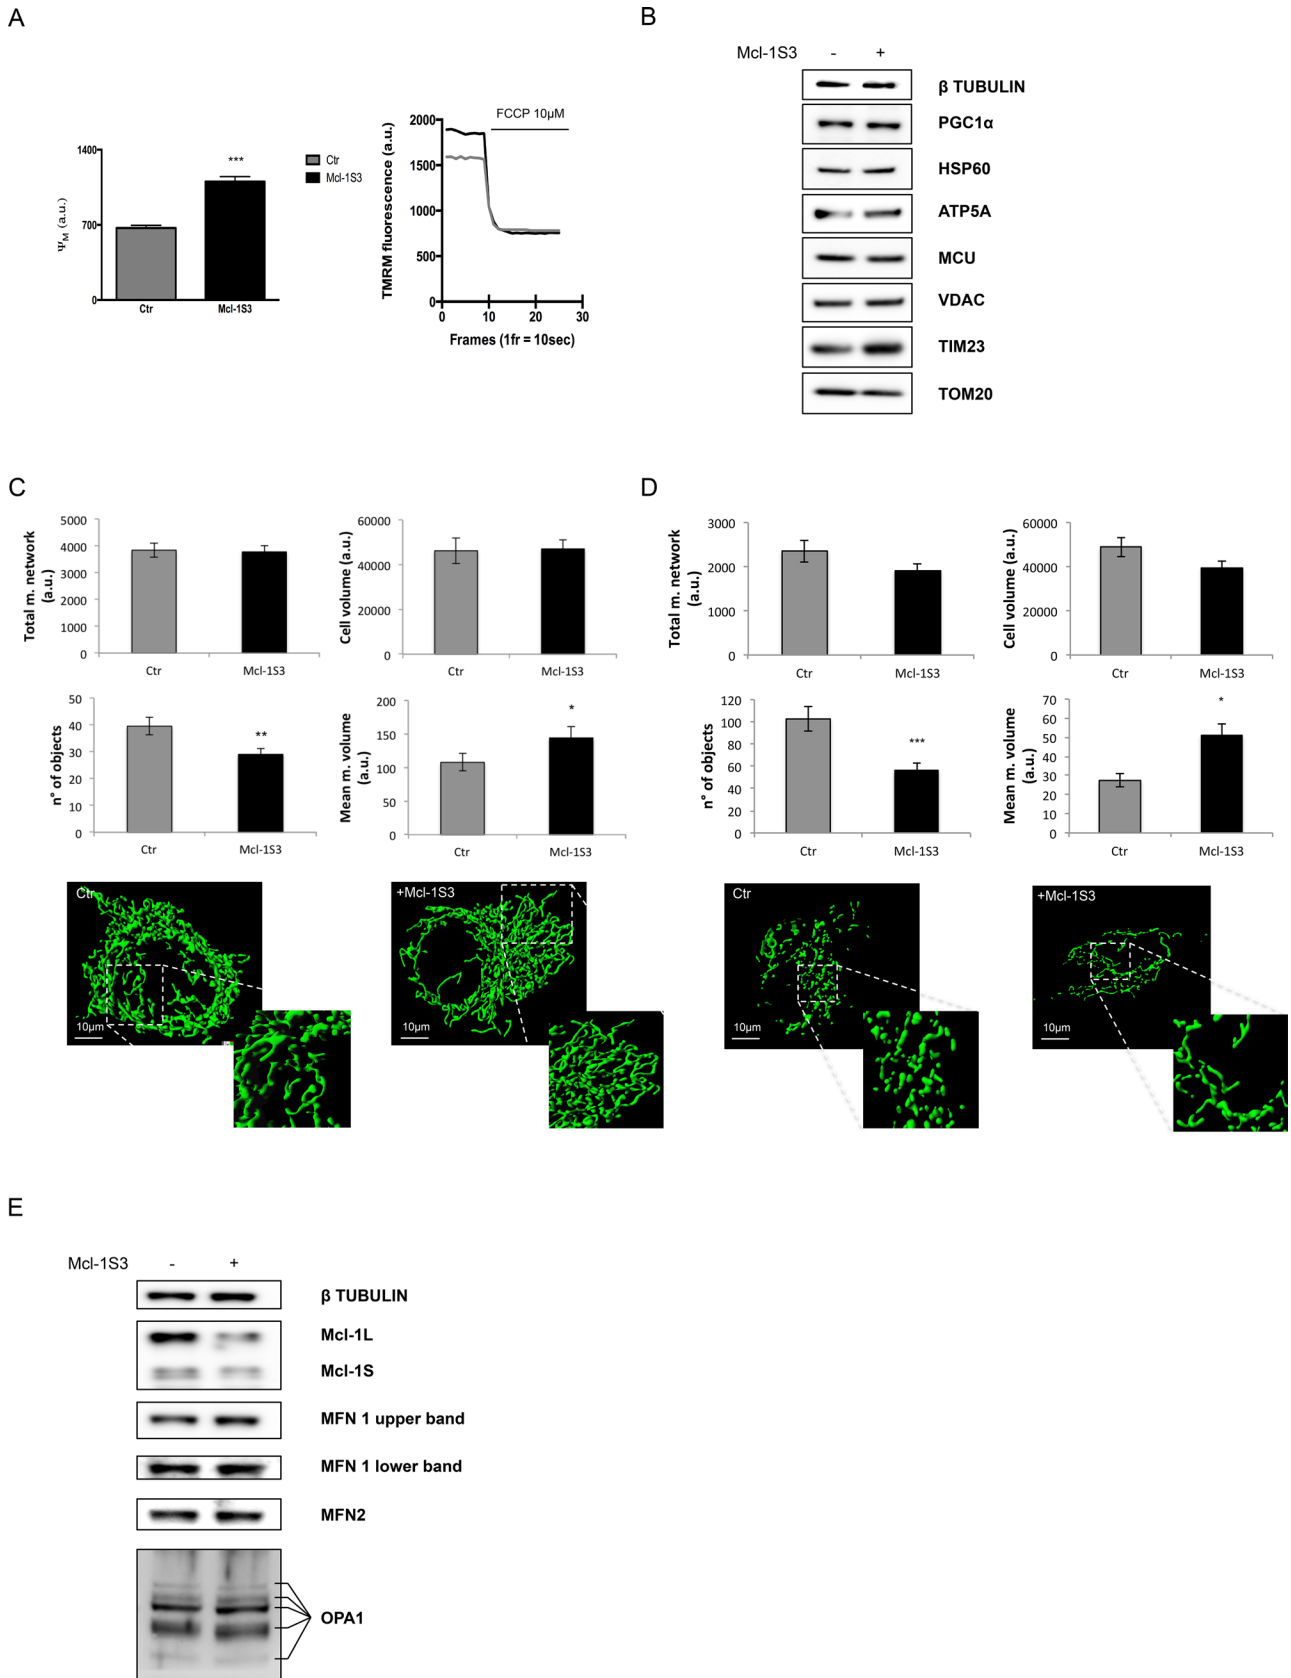 A
1400
700
0
ΨM (a.u.)
***
Ctr
Mcl-1S3
Ctr
Mcl-1S3
TMRM fluorescence (a.u.)
2000
1500
1000
500
0
FCCP 10µM
0 10 20 30
Frames (1fr = 10sec)
B
Mcl-1S3 - +
β TUBULIN
PGC1α
HSP60
ATP5A
MCU
VDAC
TIM23
TOM20
C
Total m. network (a.u.)
5000
4000
3000
2000
1000
0
Ctr Mcl-1S3
Cell volume (a.u.)
60000
40000
20000
0
Ctr Mcl-1S3
n° of objects
50
40
30
20
10
0
**
Ctr Mcl-1S3
Mean m. volume (a.u.)
200
150
100
50
0
*
Ctr Mcl-1S3
Ctr
10µm
+Mcl-1S3
10µm
D
Total m. network (a.u.)
3000
2000
1000
0
Ctr Mcl-1S3
Cell volume (a.u.)
60000
40000
20000
0
Ctr Mcl-1S3
n° of objects
120
100
80
60
40
20
0
***
Ctr Mcl-1S3
Mean m. volume (a.u.)
70
60
50
40
30
20
10
0
*
Ctr Mcl-1S3
Ctr
10µm
+Mcl-1S3
10µm
E
Mcl-1S3 - +
β TUBULIN
Mcl-1L
Mcl-1S
MFN 1 upper band
MFN 1 lower band
MFN2
OPA1